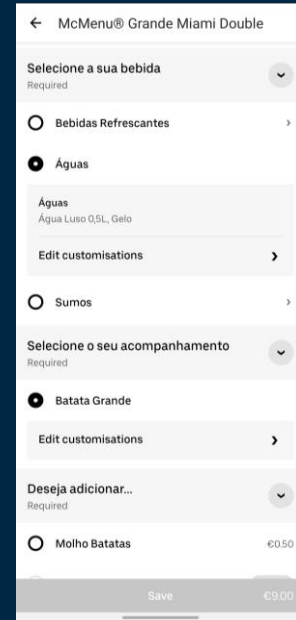 McMenu® Grande Miami Double
Selecione a sua bebida
Required
Bebidas Refrescantes
Águas
Águas
Água Luso 0,5L, Gelo
Edit customisations
Sumos
Selecione o seu acompanhamento
Required
Batata Grande
Edit customisations
Deseja adicionar...
Required
Molho Batatas €0.50
Save €9.00